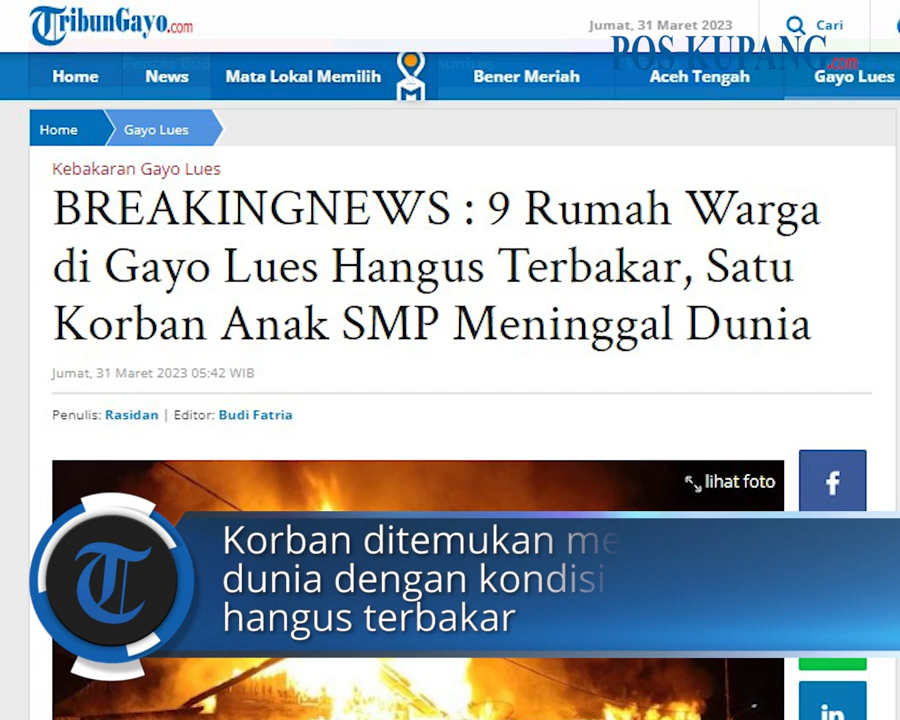 TribunGayo.com
Jumat, 31 Maret 2023
Cari
POS-KUPANG.com
Home
News
Mata Lokal Memilih
Bener Meriah
Aceh Tengah
Gayo Lues
Home
Gayo Lues
Kebakaran Gayo Lues
BREAKINGNEWS : 9 Rumah Warga
di Gayo Lues Hangus Terbakar, Satu
Korban Anak SMP Meninggal Dunia
Jumat, 31 Maret 2023 05:42 WIB
Penulis: Rasidan | Editor: Budi Fatria
lihat foto
f
Korban ditemukan me
dunia dengan kondisi
hangus terbakar
T
in